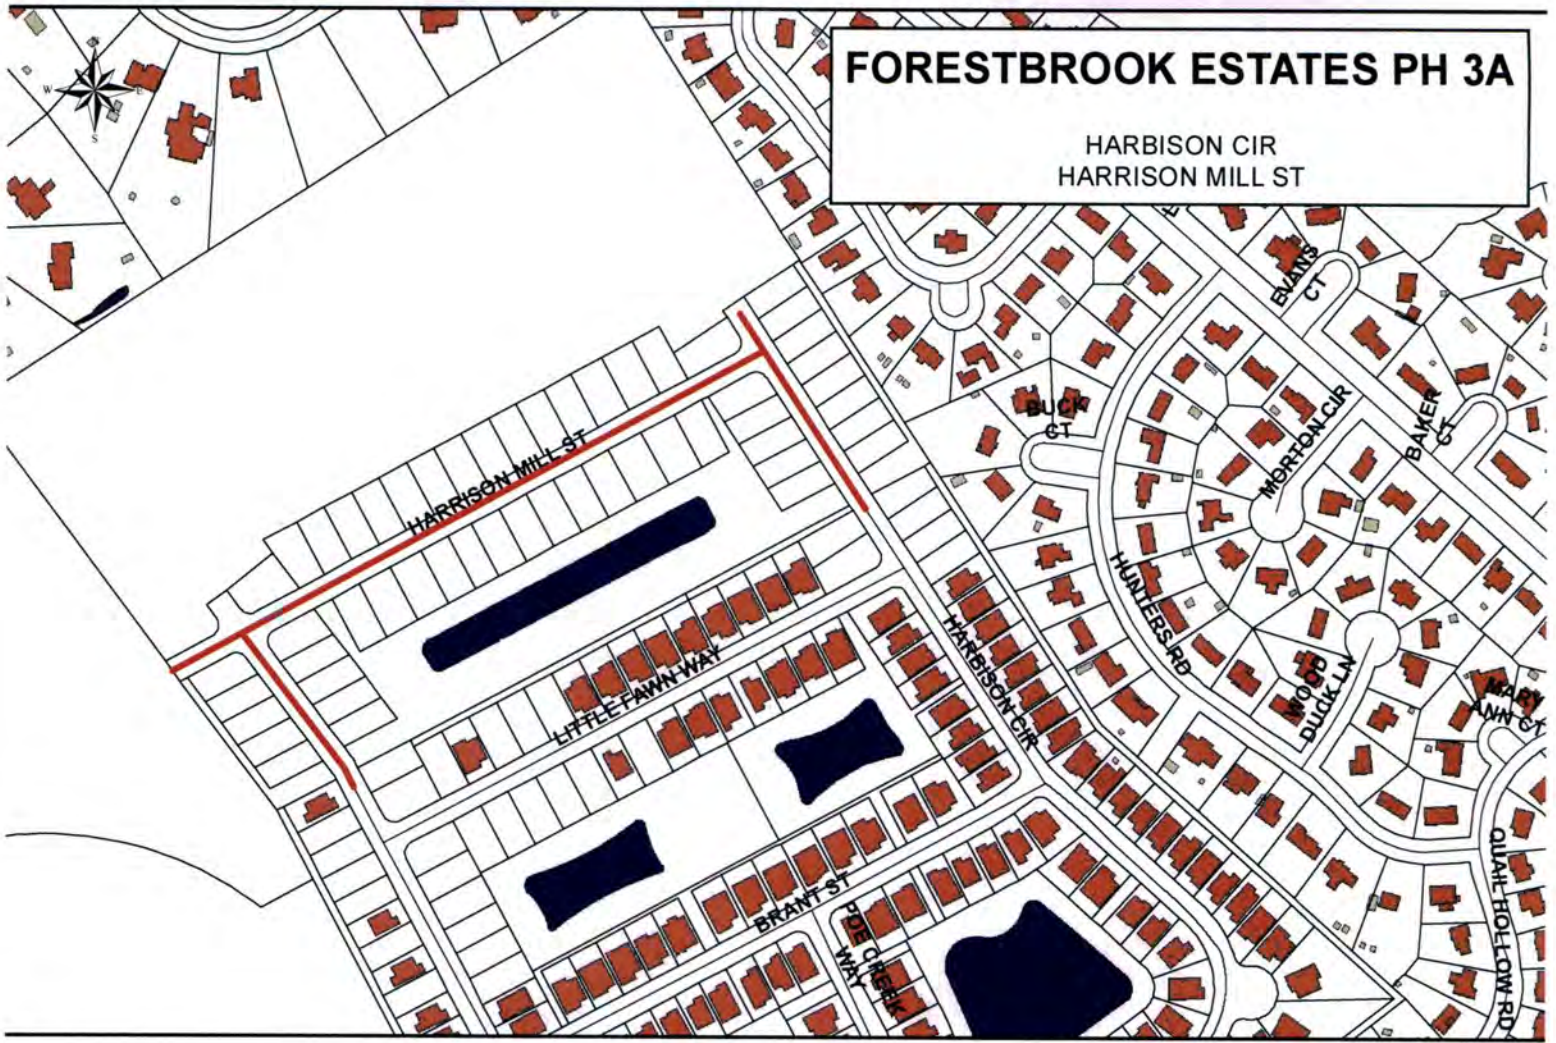 FORESTBROOK ESTATES PH 3A
HARBISON CIR
HARRISON MILL ST
N
W
E
S
EVANS
CT
BUCK
CT
MORTON CIR
BAKER
CT
HARRISON MILL ST
HUNTERS RD
HARBISON CIR
LITTLE FAWN WAY
WOOD
DUCK LN
MARY
ANN CT
BRANT ST
POE CREEK
WAY
QUAIL HOLLOW RD